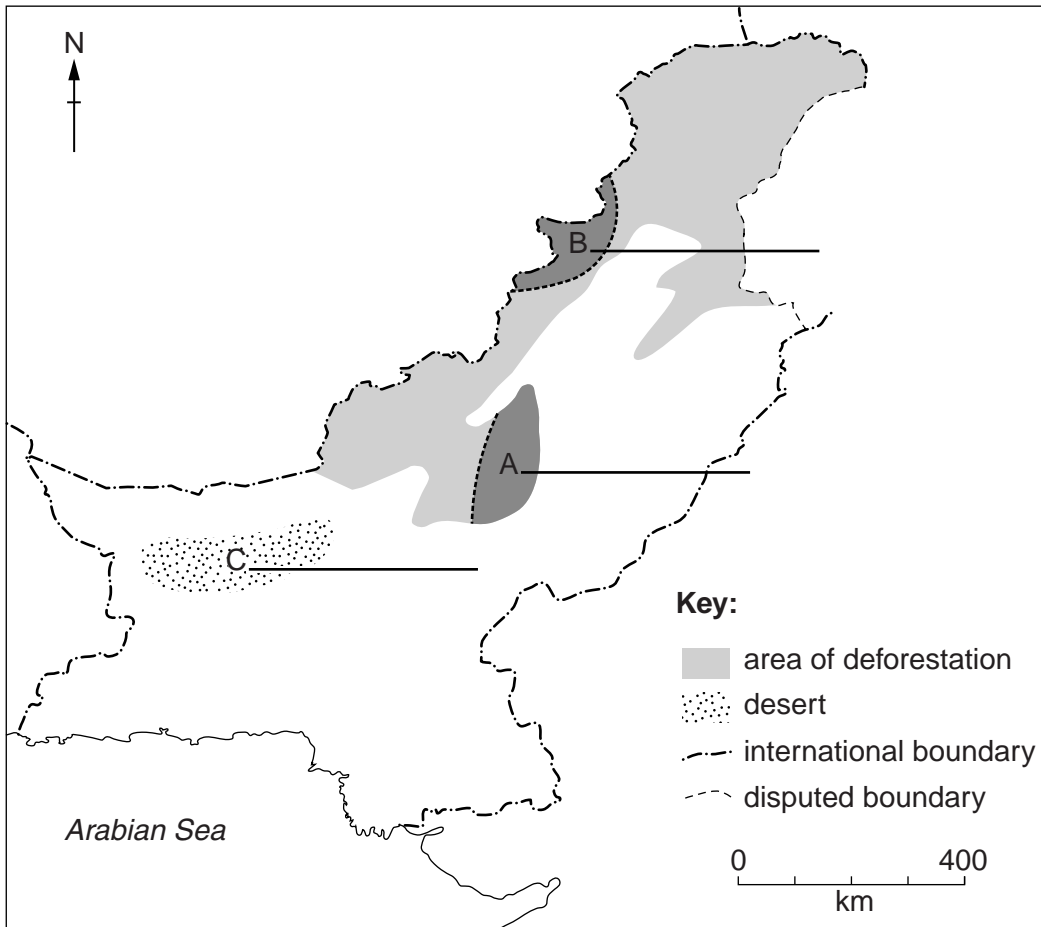 N
B
A
C
Key:
area of deforestation
desert
international boundary
disputed boundary
Arabian Sea
0 400
km